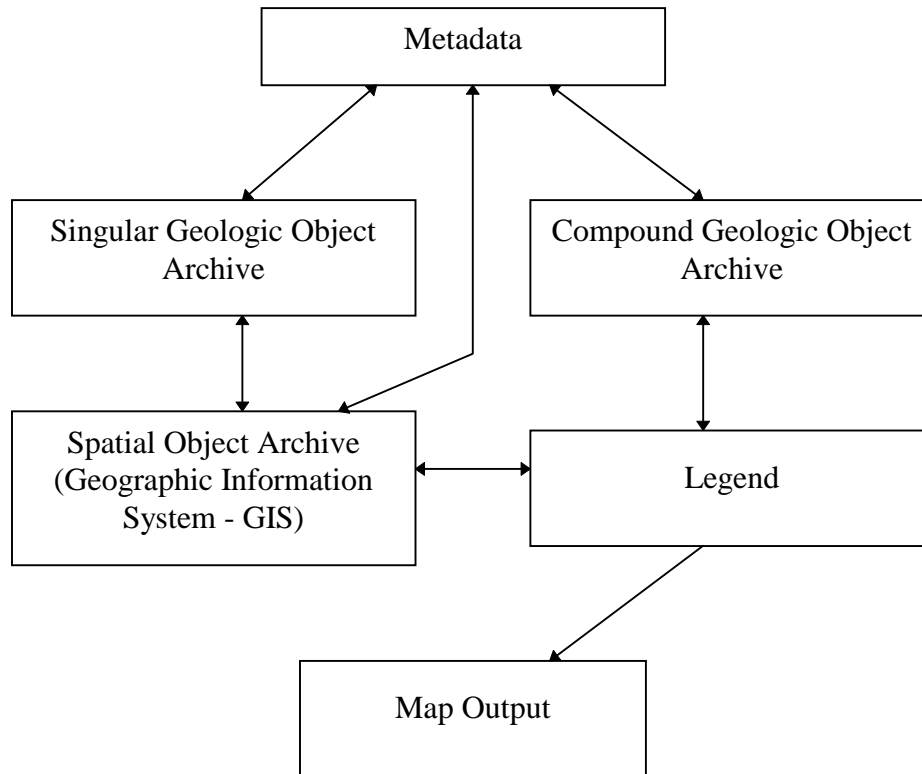 Metadata
Singular Geologic Object
Archive
Compound Geologic Object
Archive
Spatial Object Archive
(Geographic Information
System - GIS)
Legend
Map Output